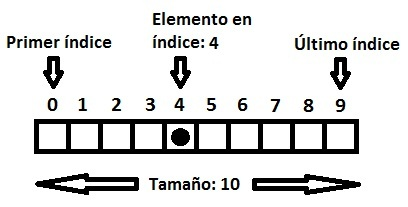 Elemento en
índice: 4
Primer índice
Último índice
0 1 2 3 4 5 6 7 8 9
Tamaño: 10